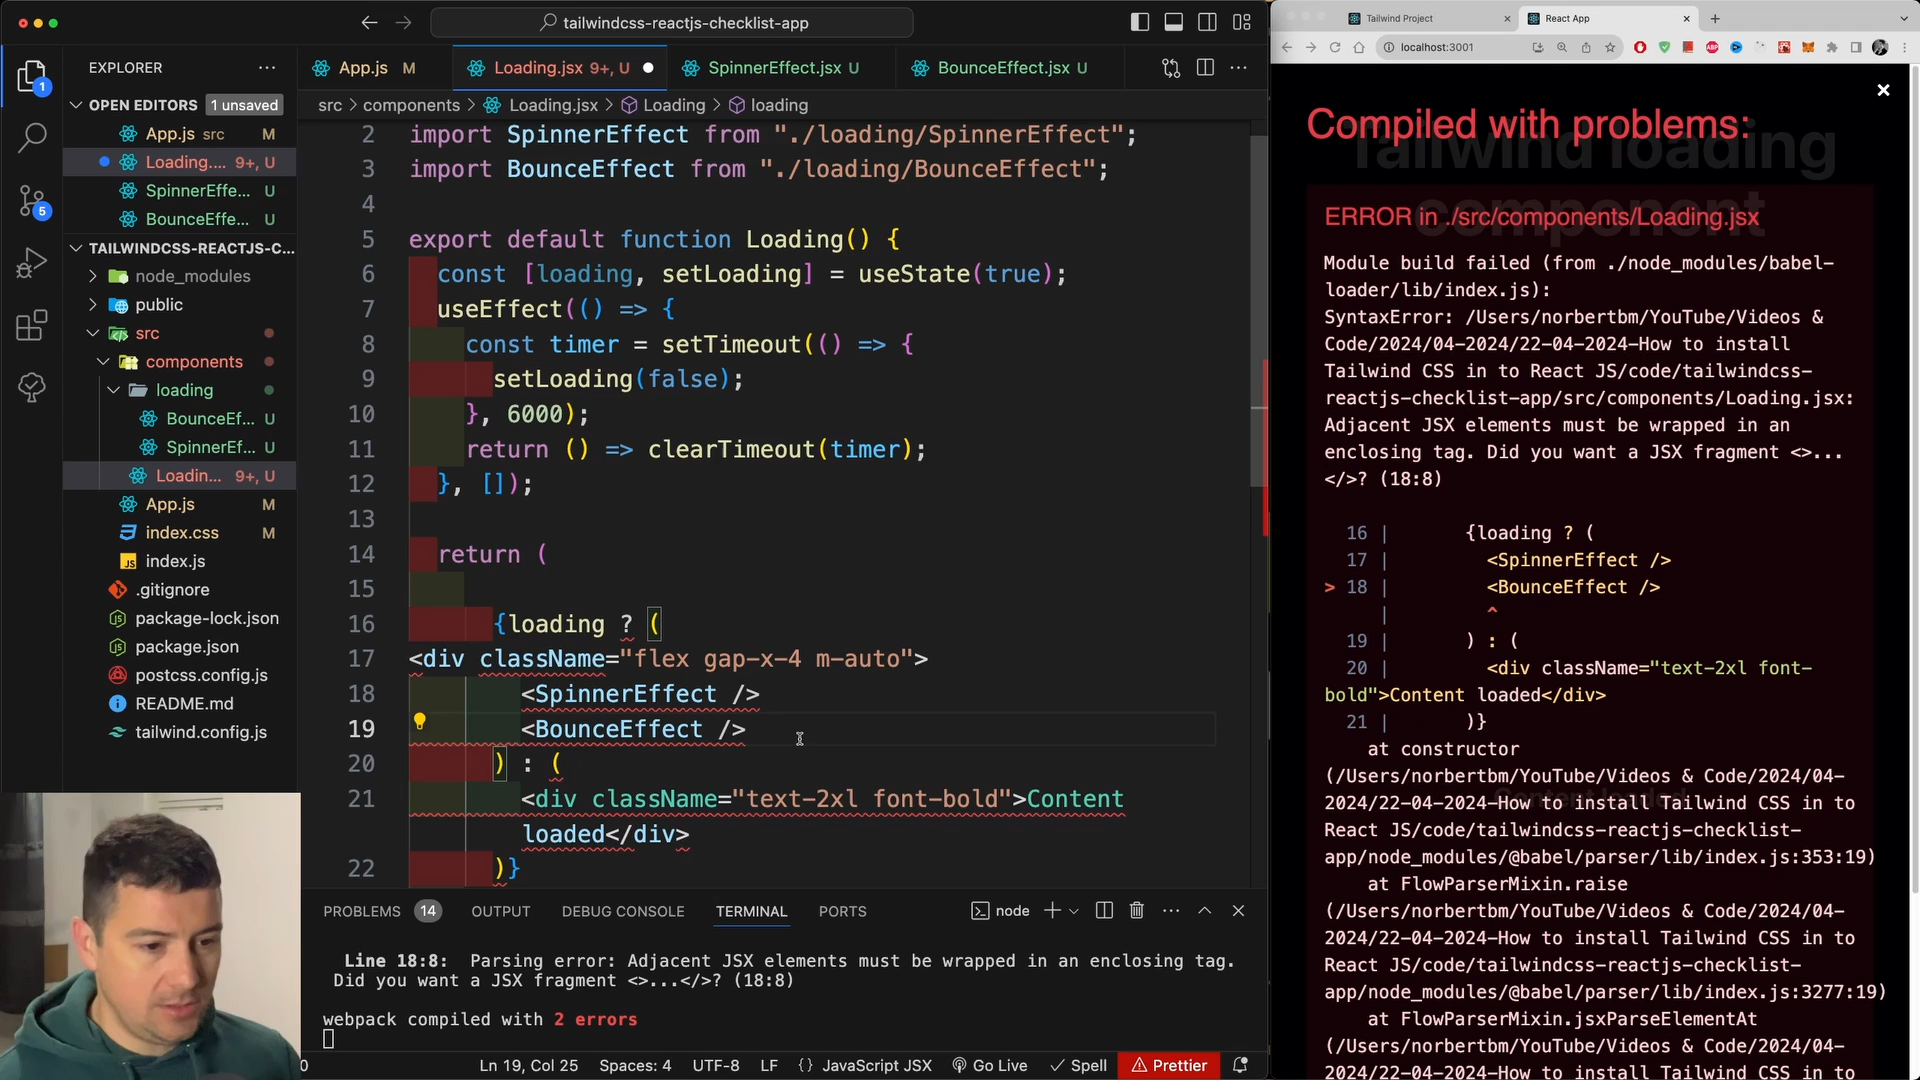 tailwindcss-reactjs-checklist-app
EXPLORER
OPEN EDITORS
1 unsaved
App.js src M
Loading.... 9+, U
SpinnerEffe... U
BounceEffe... U
TAILWINDCSS-REACTJS-C...
node_modules
public
src
components
loading
BounceEf... U
SpinnerEf... U
Loadin... 9+, U
App.js M
index.css M
index.js
.gitignore
package-lock.json
package.json
postcss.config.js
README.md
tailwind.config.js
1
5
App.js M
Loading.jsx 9+, U
SpinnerEffect.jsx U
BounceEffect.jsx U
src > components > Loading.jsx > Loading > loading
2 import SpinnerEffect from "./loading/SpinnerEffect";
3 import BounceEffect from "./loading/BounceEffect";
4
5 export default function Loading() {
6 const [loading, setLoading] = useState(true);
7 useEffect(() => {
8 const timer = setTimeout(() => {
9 setLoading(false);
10 }, 6000);
11 return () => clearTimeout(timer);
12 }, []);
13
14 return (
15
16 {loading ? (
17 <div className="flex gap-x-4 m-auto">
18 <SpinnerEffect />
19 <BounceEffect />
20 ) : (
21 <div className="text-2xl font-bold">Content
loaded</div>
22 )}
PROBLEMS 14 OUTPUT DEBUG CONSOLE TERMINAL PORTS
node
Line 18:8: Parsing error: Adjacent JSX elements must be wrapped in an enclosing tag.
Did you want a JSX fragment <>...</>? (18:8)
webpack compiled with 2 errors
0
Ln 19, Col 25 Spaces: 4 UTF-8 LF {} JavaScript JSX Go Live Spell Prettier
Tailwind Project
React App
localhost:3001
ABP
Compiled with problems:
Tailwind loading
component
ERROR in ./src/components/Loading.jsx
Module build failed (from ./node_modules/babel-
loader/lib/index.js):
SyntaxError: /Users/norbertbm/YouTube/Videos &
Code/2024/04-2024/22-04-2024-How to install
Tailwind CSS in to React JS/code/tailwindcss-
reactjs-checklist-app/src/components/Loading.jsx:
Adjacent JSX elements must be wrapped in an
enclosing tag. Did you want a JSX fragment <>...
</>? (18:8)
16 | {loading ? (
17 | <SpinnerEffect />
> 18 | <BounceEffect />
| ^
19 | ) : (
20 | <div className="text-2xl font-
bold">Content loaded</div>
21 | )}
at constructor
(/Users/norbertbm/YouTube/Videos & Code/2024/04-
2024/22-04-2024-How to install Tailwind CSS in to
Content loaded
React JS/code/tailwindcss-reactjs-checklist-
app/node_modules/@babel/parser/lib/index.js:353:19)
at FlowParserMixin.raise
(/Users/norbertbm/YouTube/Videos & Code/2024/04-
2024/22-04-2024-How to install Tailwind CSS in to
React JS/code/tailwindcss-reactjs-checklist-
app/node_modules/@babel/parser/lib/index.js:3277:19)
at FlowParserMixin.jsxParseElementAt
(/Users/norbertbm/YouTube/Videos & Code/2024/04-
2024/22-04-2024-How to install Tailwind CSS in to